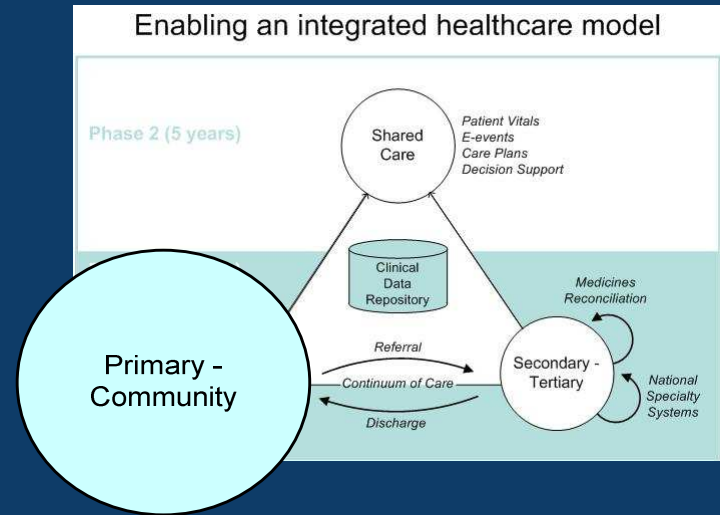 Enabling an integrated healthcare model
Phase 2 (5 years)
Shared
Care
Patient Vitals
E-events
Care Plans
Decision Support
Clinical
Data
Repository
Medicines
Reconciliation
Primary -
Community
Referral
Continuum of Care
Discharge
Secondary -
Tertiary
National
Specialty
Systems